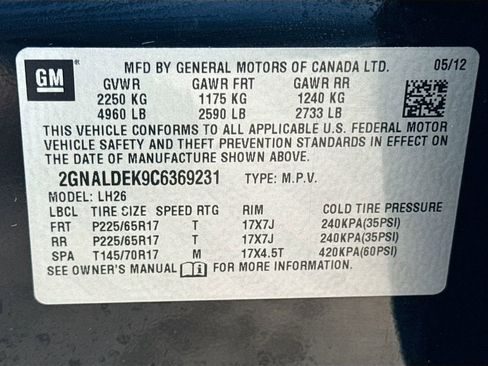 GM
MFD BY GENERAL MOTORS OF CANADA LTD. 05/12
GVWR GAWR FRT GAWR RR
2250 KG 1175 KG 1240 KG
4960 LB 2590 LB 2733 LB
THIS VEHICLE CONFORMS TO ALL APPLICABLE U.S. FEDERAL MOTOR
VEHICLE SAFETY AND THEFT PREVENTION STANDARDS IN EFFECT ON
THE DATE OF MANUFACTURE SHOWN ABOVE.
2GNALDEK9C6369231 TYPE: M.P.V.
MODEL: LH26
LBCL TIRE SIZE SPEED RTG RIM COLD TIRE PRESSURE
FRT P225/65R17 T 17X7J 240KPA(35PSI)
RR P225/65R17 T 17X7J 240KPA(35PSI)
SPA T145/70R17 M 17X4.5T 420KPA(60PSI)
SEE OWNER'S MANUAL FOR MORE INFORMATION.